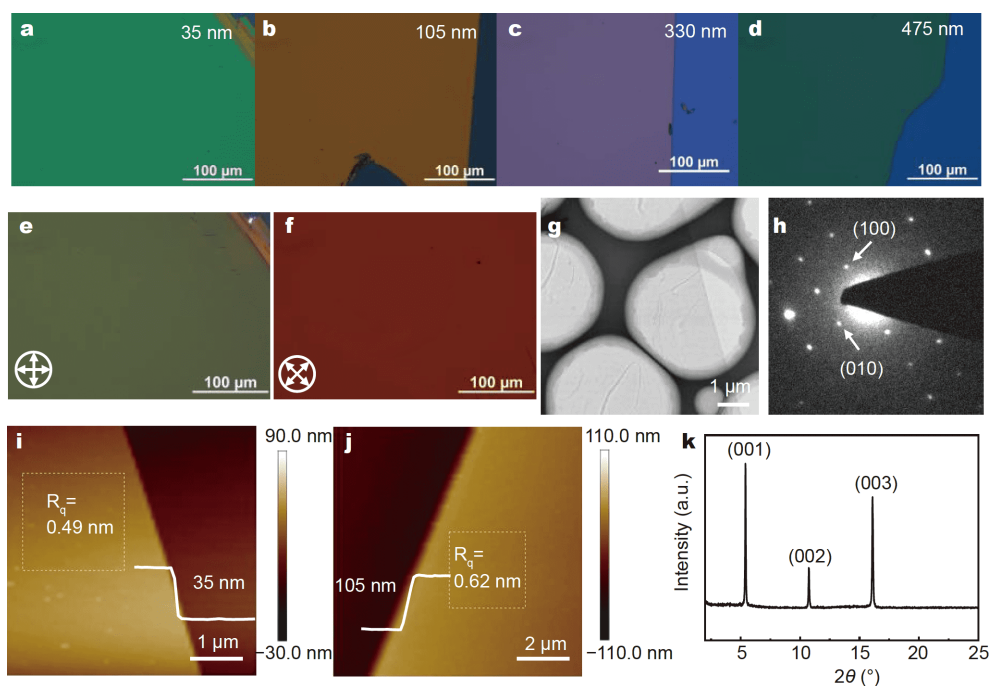 a
35 nm
100 μm
b
105 nm
100 μm
c
330 nm
100 μm
d
475 nm
100 μm
e
100 μm
f
100 μm
g
1 μm
h
(100)
(010)
i
R_q=
0.49 nm
35 nm
1 μm
90.0 nm
−30.0 nm
j
R_q=
0.62 nm
105 nm
2 μm
110.0 nm
−110.0 nm
k
(001)
(002)
(003)
Intensity (a.u.)
5
10
15
20
25
2θ (°)